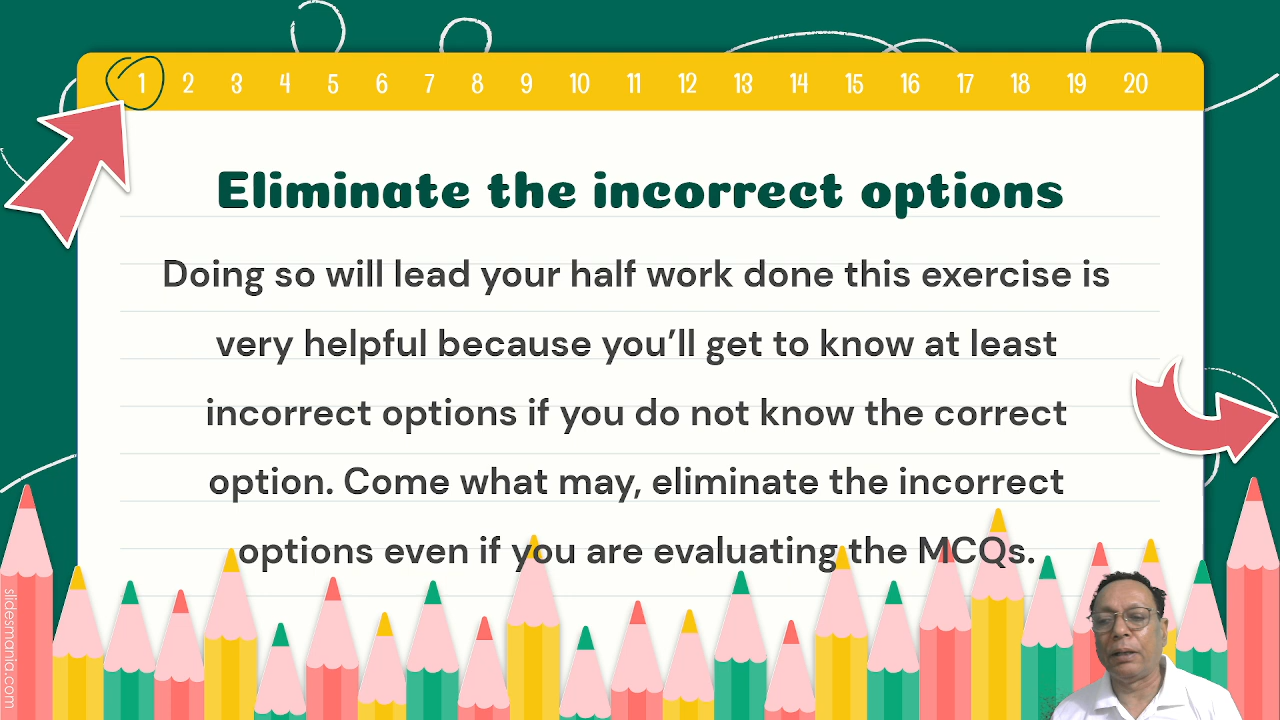 1 2 3 4 5 6 7 8 9 10 11 12 13 14 15 16 17 18 19 20
Eliminate the incorrect options
Doing so will lead your half work done this exercise is
very helpful because you’ll get to know at least
incorrect options if you do not know the correct
option. Come what may, eliminate the incorrect
options even if you are evaluating the MCQs.
slidesmania.com